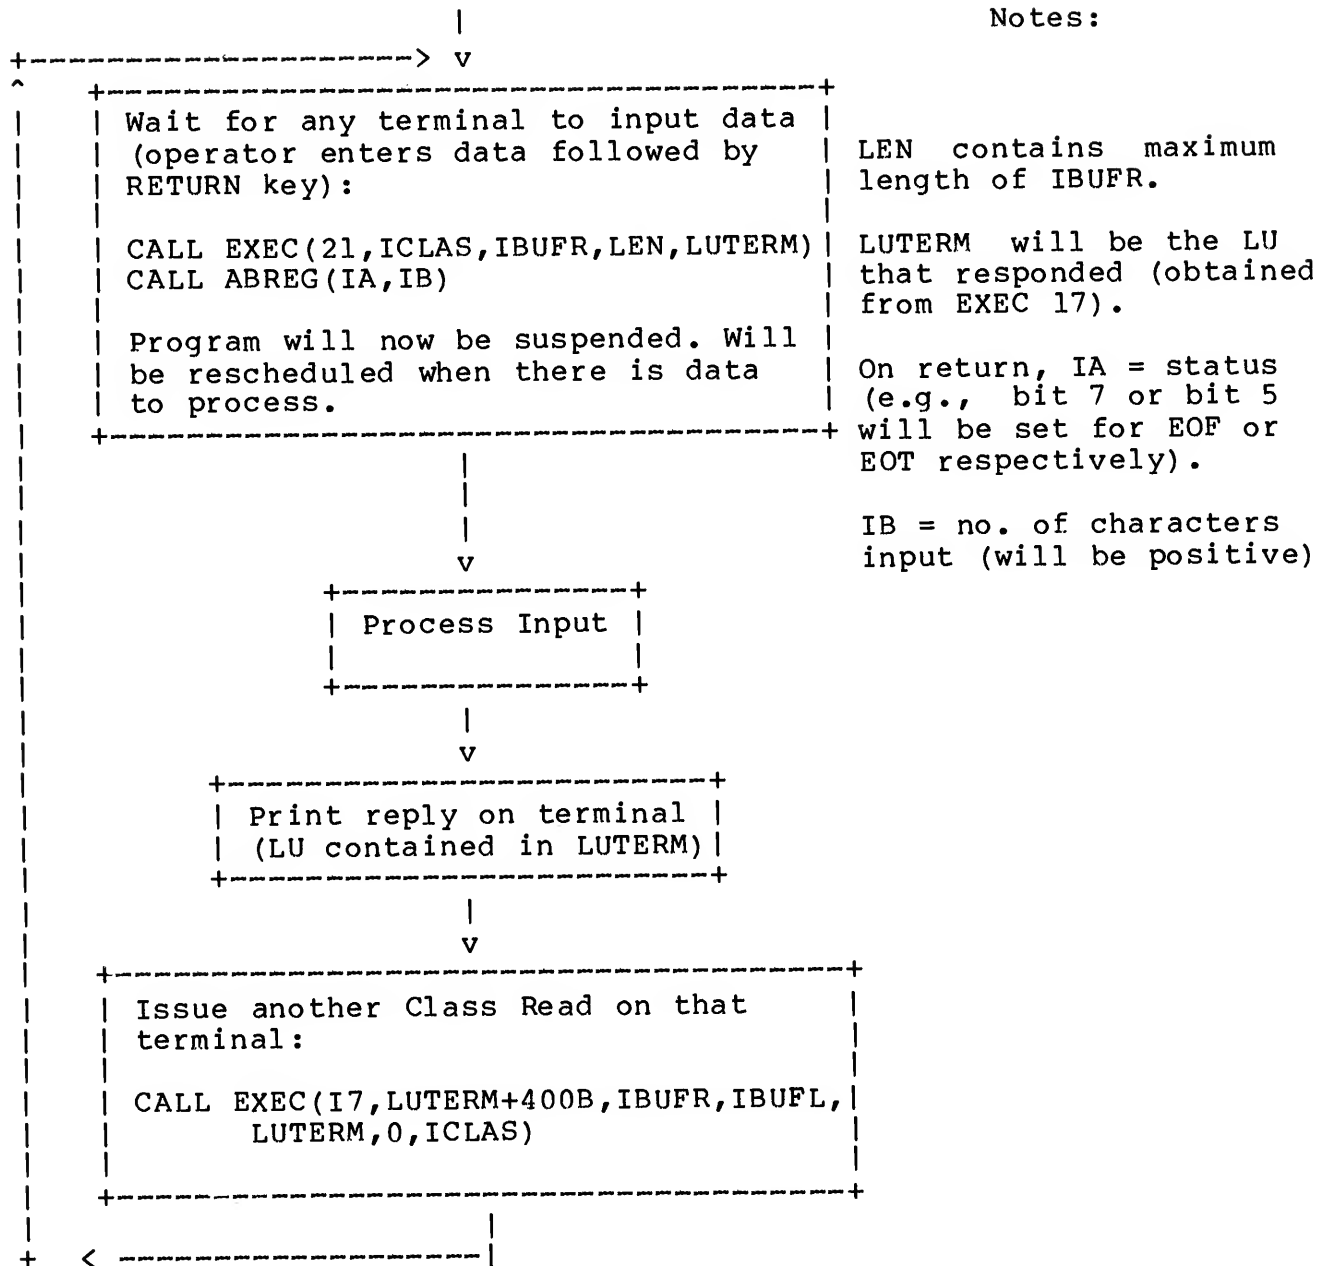 Notes:
Wait for any terminal to input data
(operator enters data followed by
RETURN key):
CALL EXEC(21,ICLAS,IBUFR,LEN,LUTERM)
CALL ABREG(IA,IB)
Program will now be suspended. Will
be rescheduled when there is data
to process.
LEN contains maximum
length of IBUFR.
LUTERM will be the LU
that responded (obtained
from EXEC 17).
On return, IA = status
(e.g., bit 7 or bit 5
will be set for EOF or
EOT respectively).
IB = no. of characters
input (will be positive)
Process Input
Print reply on terminal
(LU contained in LUTERM)
Issue another Class Read on that
terminal:
CALL EXEC(I7,LUTERM+400B,IBUFR,IBUFL,
LUTERM,0,ICLAS)